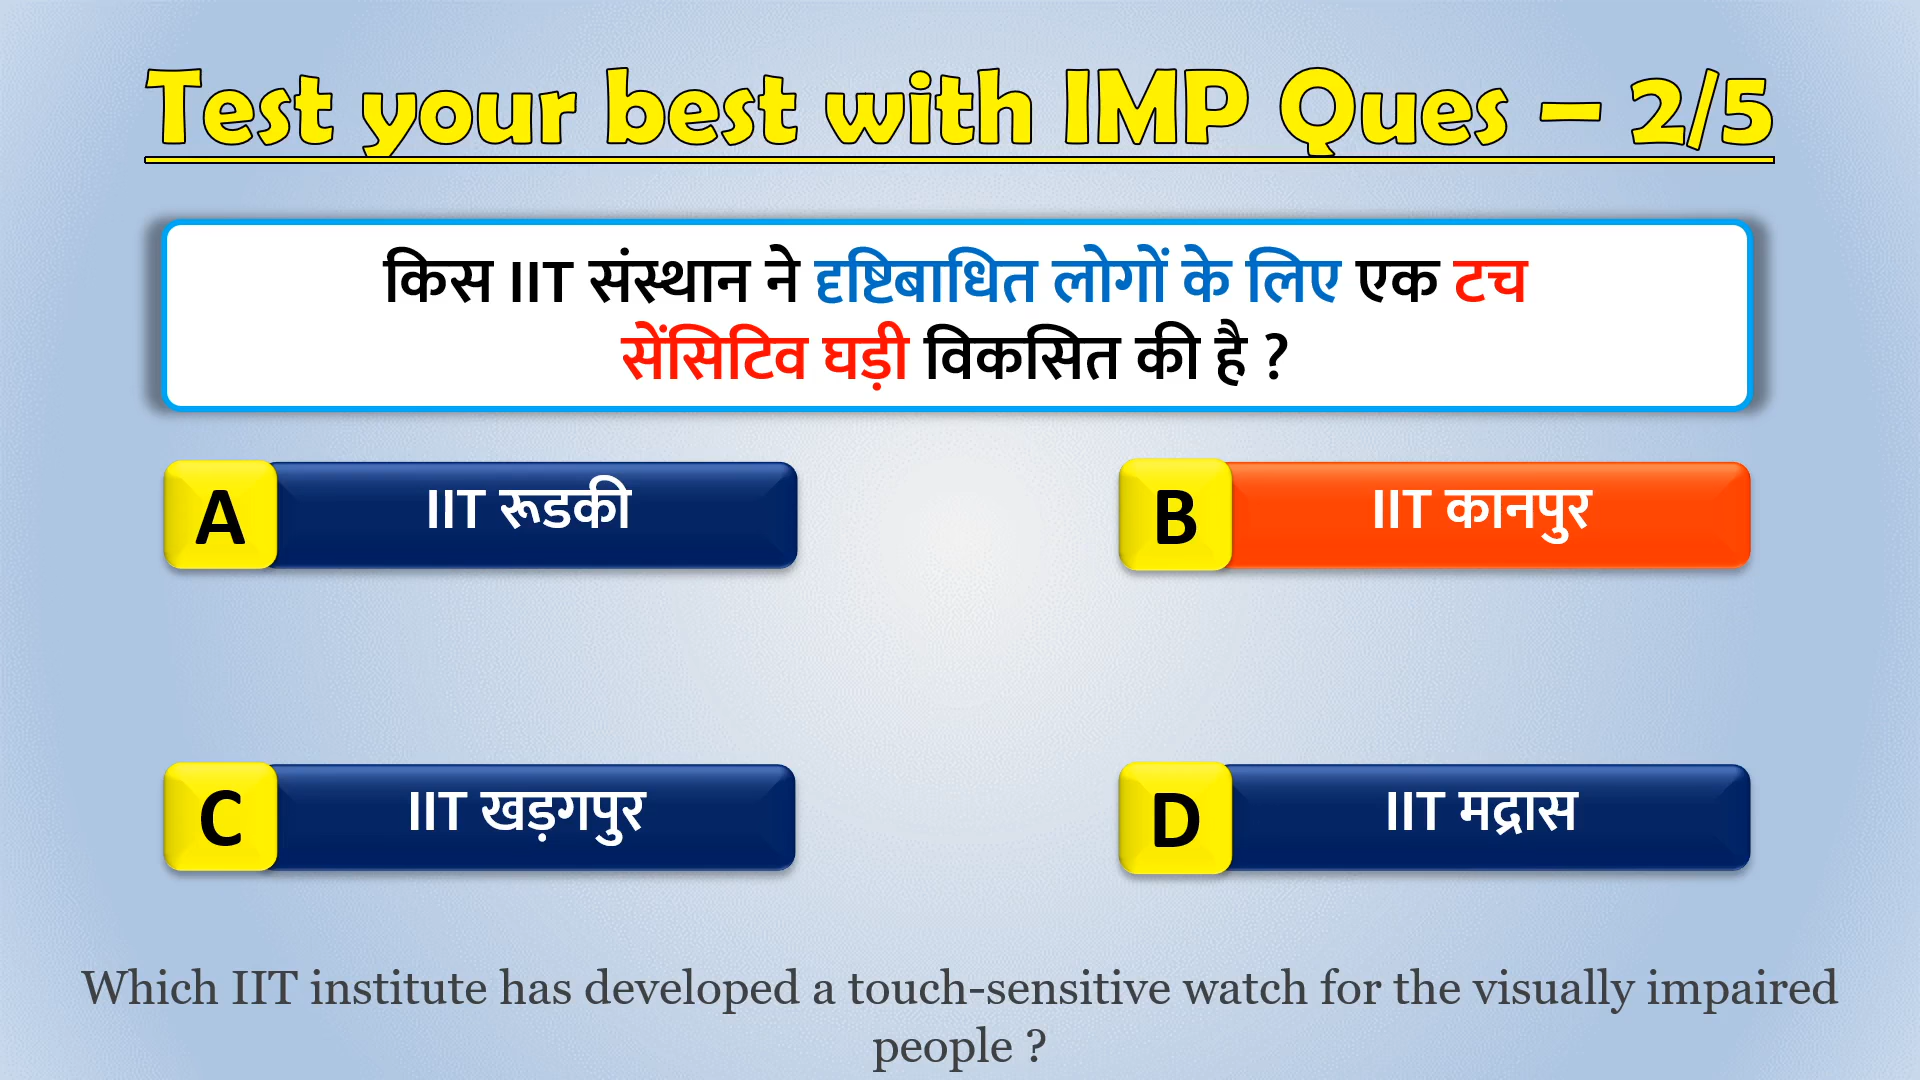 Test your best with IMP Ques – 2/5
किस IIT संस्थान ने दृष्टिबाधित लोगों के लिए एक टच
सेंसिटिव घड़ी विकसित की है ?
A IIT रूडकी
B IIT कानपुर
C IIT खड़गपुर
D IIT मद्रास
Which IIT institute has developed a touch-sensitive watch for the visually impaired
people ?